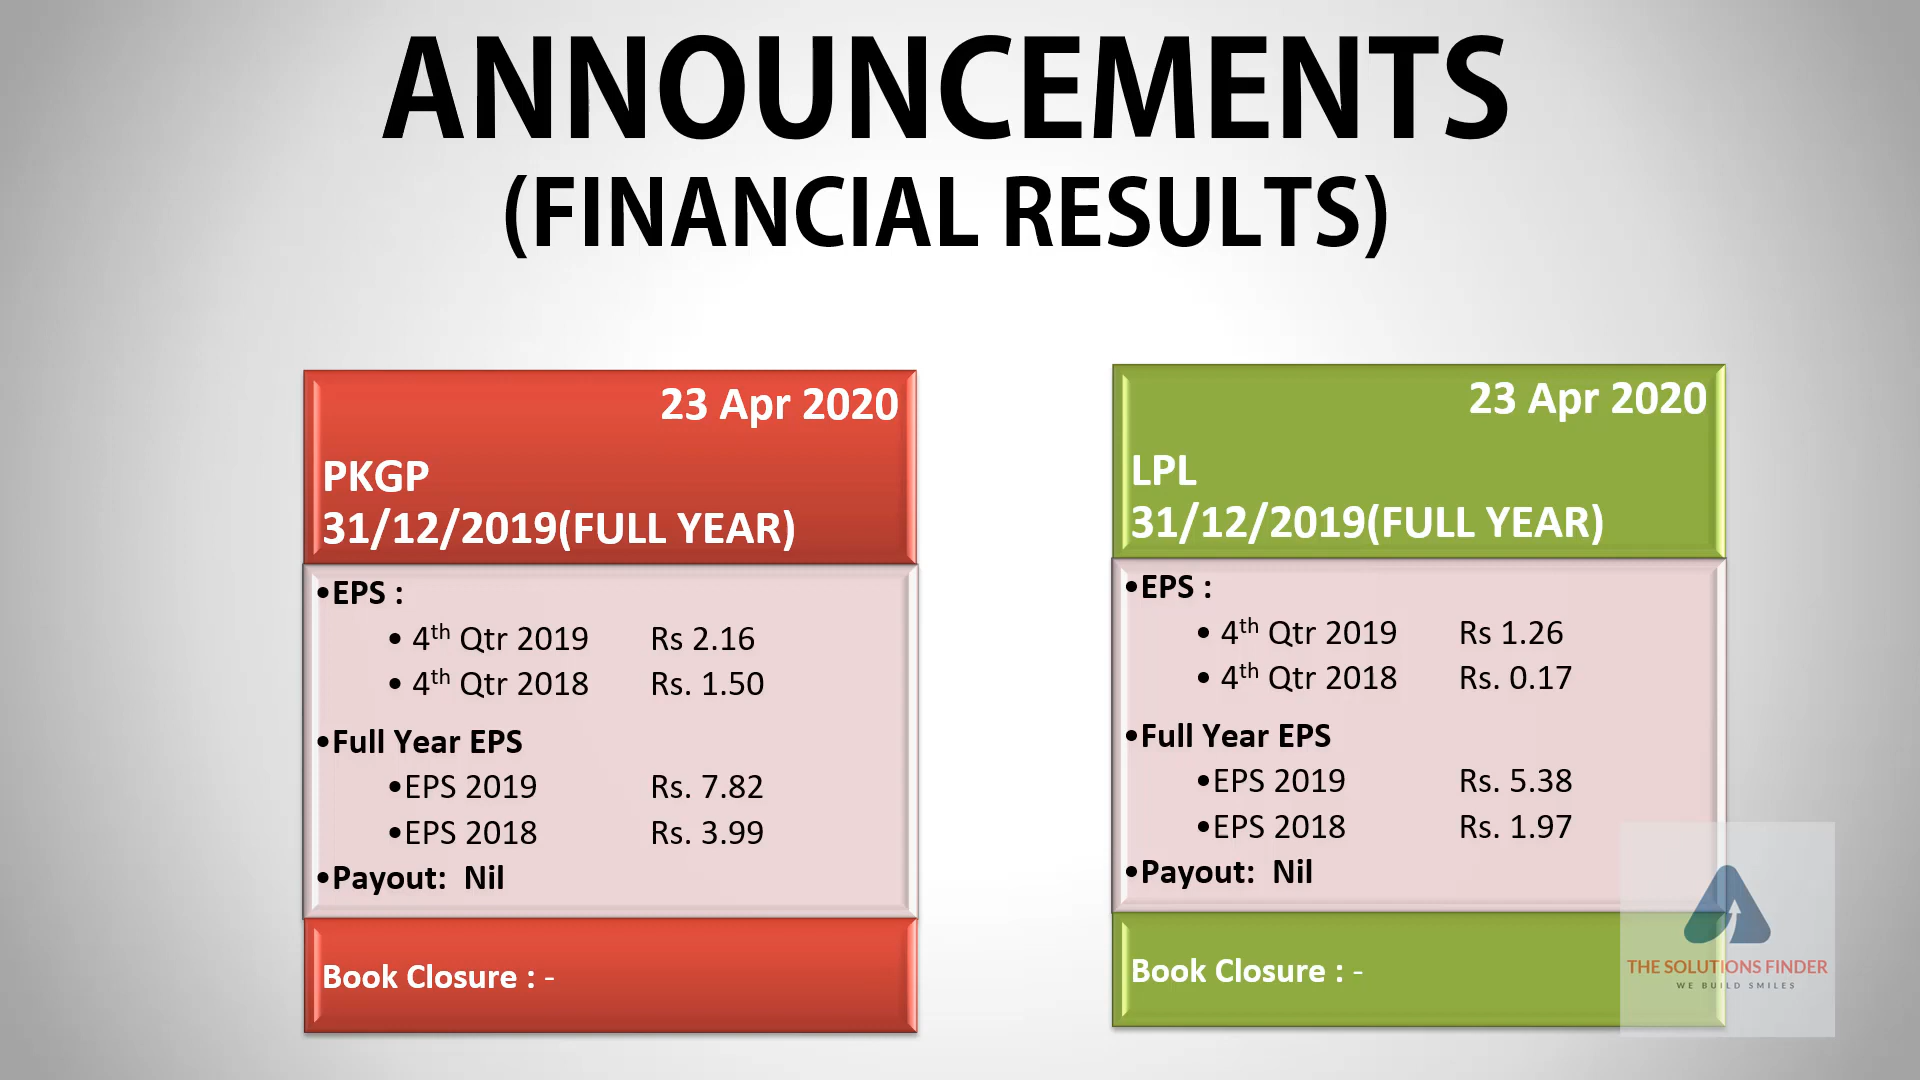 ANNOUNCEMENTS
(FINANCIAL RESULTS)
23 Apr 2020
PKGP
31/12/2019(FULL YEAR)
•EPS :
• 4th Qtr 2019 Rs 2.16
• 4th Qtr 2018 Rs. 1.50
•Full Year EPS
•EPS 2019 Rs. 7.82
•EPS 2018 Rs. 3.99
•Payout: Nil
Book Closure : -
23 Apr 2020
LPL
31/12/2019(FULL YEAR)
•EPS :
• 4th Qtr 2019 Rs 1.26
• 4th Qtr 2018 Rs. 0.17
•Full Year EPS
•EPS 2019 Rs. 5.38
•EPS 2018 Rs. 1.97
•Payout: Nil
Book Closure : -
THE SOLUTIONS FINDER
WE BUILD SMILES